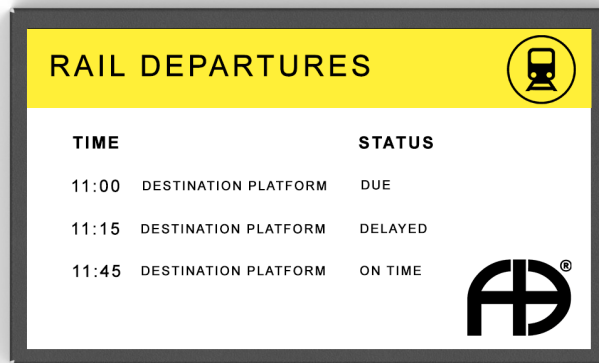 RAIL DEPARTURES
TIME STATUS
11:00 DESTINATION PLATFORM DUE
11:15 DESTINATION PLATFORM DELAYED
11:45 DESTINATION PLATFORM ON TIME
®